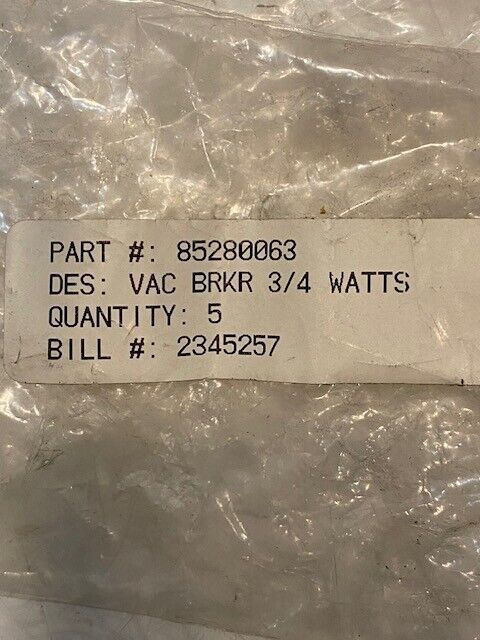 PART #: 85280063
DES: VAC BRKR 3/4 WATTS
QUANTITY: 5
BILL #: 2345257